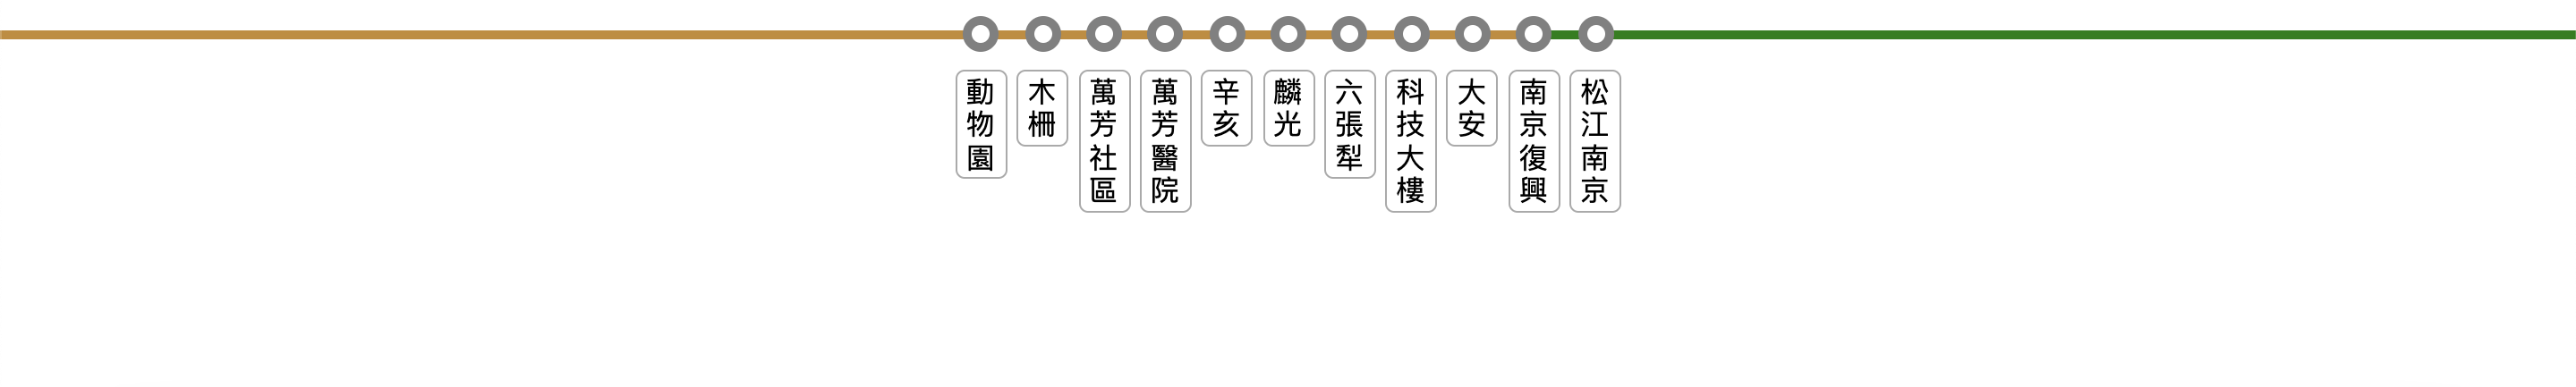 動物園
木柵
萬芳社區
萬芳醫院
辛亥
麟光
六張犁
科技大樓
大安
南京復興
松江南京